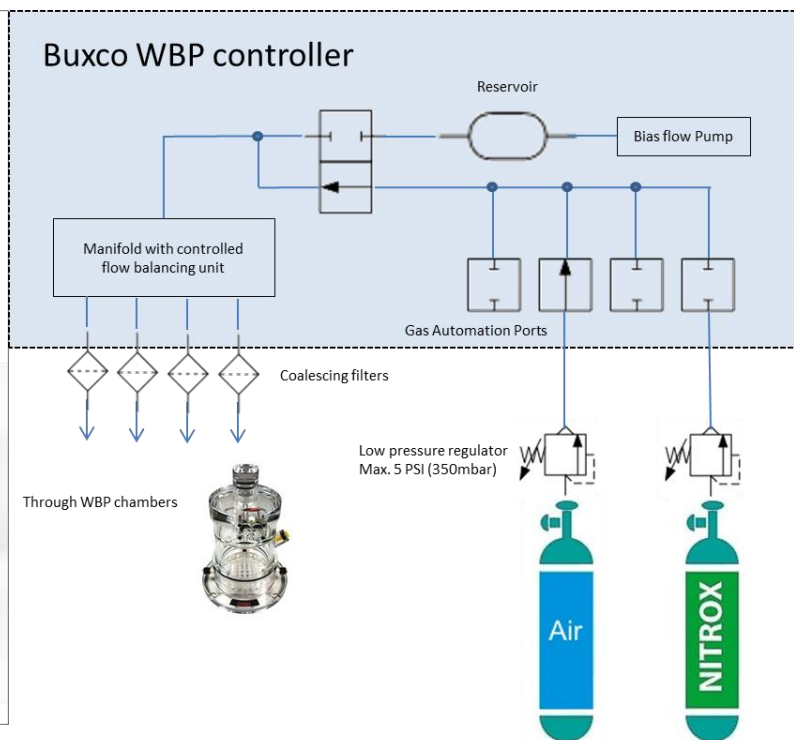 Buxco WBP controller
Reservoir
Bias flow Pump
Manifold with controlled
flow balancing unit
Gas Automation Ports
Coalescing filters
Low pressure regulator
Max. 5 PSI (350mbar)
Through WBP chambers
Air
NITROX